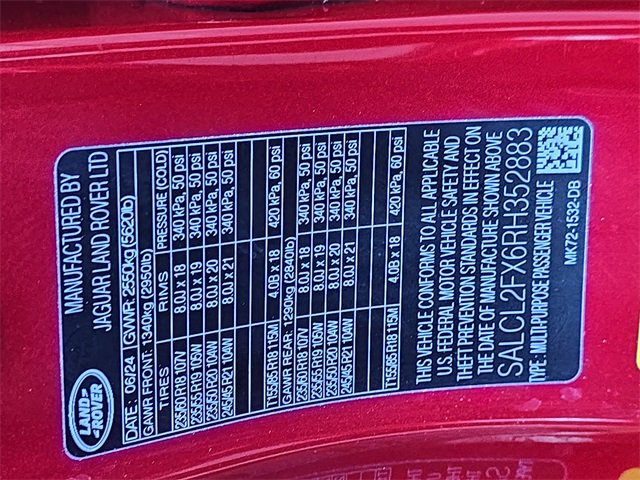 LAND
ROVER
MANUFACTURED BY
JAGUAR LAND ROVER LTD
DATE: 06/24 GVWR: 2550kg (5620lb)
GAWR FRONT: 1340kg (2950lb)
TIRES RIMS PRESSURE (COLD)
235/60 R18 107V 8.0J x 18 340 kPa, 50 psi
235/55 R19 105W 8.0J x 19 340 kPa, 50 psi
235/50 R20 104W 8.0J x 20 340 kPa, 50 psi
245/45 R21 104W 8.0J x 21 340 kPa, 50 psi
T155/85 R18 115M 4.0B x 18 420 kPa, 60 psi
GAWR REAR: 1290kg (2840lb)
235/60 R18 107V 8.0J x 18 340 kPa, 50 psi
235/55 R19 105W 8.0J x 19 340 kPa, 50 psi
235/50 R20 104W 8.0J x 20 340 kPa, 50 psi
245/45 R21 104W 8.0J x 21 340 kPa, 50 psi
T155/85 R18 115M 4.0B x 18 420 kPa, 60 psi
THIS VEHICLE CONFORMS TO ALL APPLICABLE
U.S. FEDERAL MOTOR VEHICLE SAFETY AND
THEFT PREVENTION STANDARDS IN EFFECT ON
THE DATE OF MANUFACTURE SHOWN ABOVE
SALCL2FX6RH352883
TYPE: MULTI-PURPOSE PASSENGER VEHICLE
MK72-1532-DB